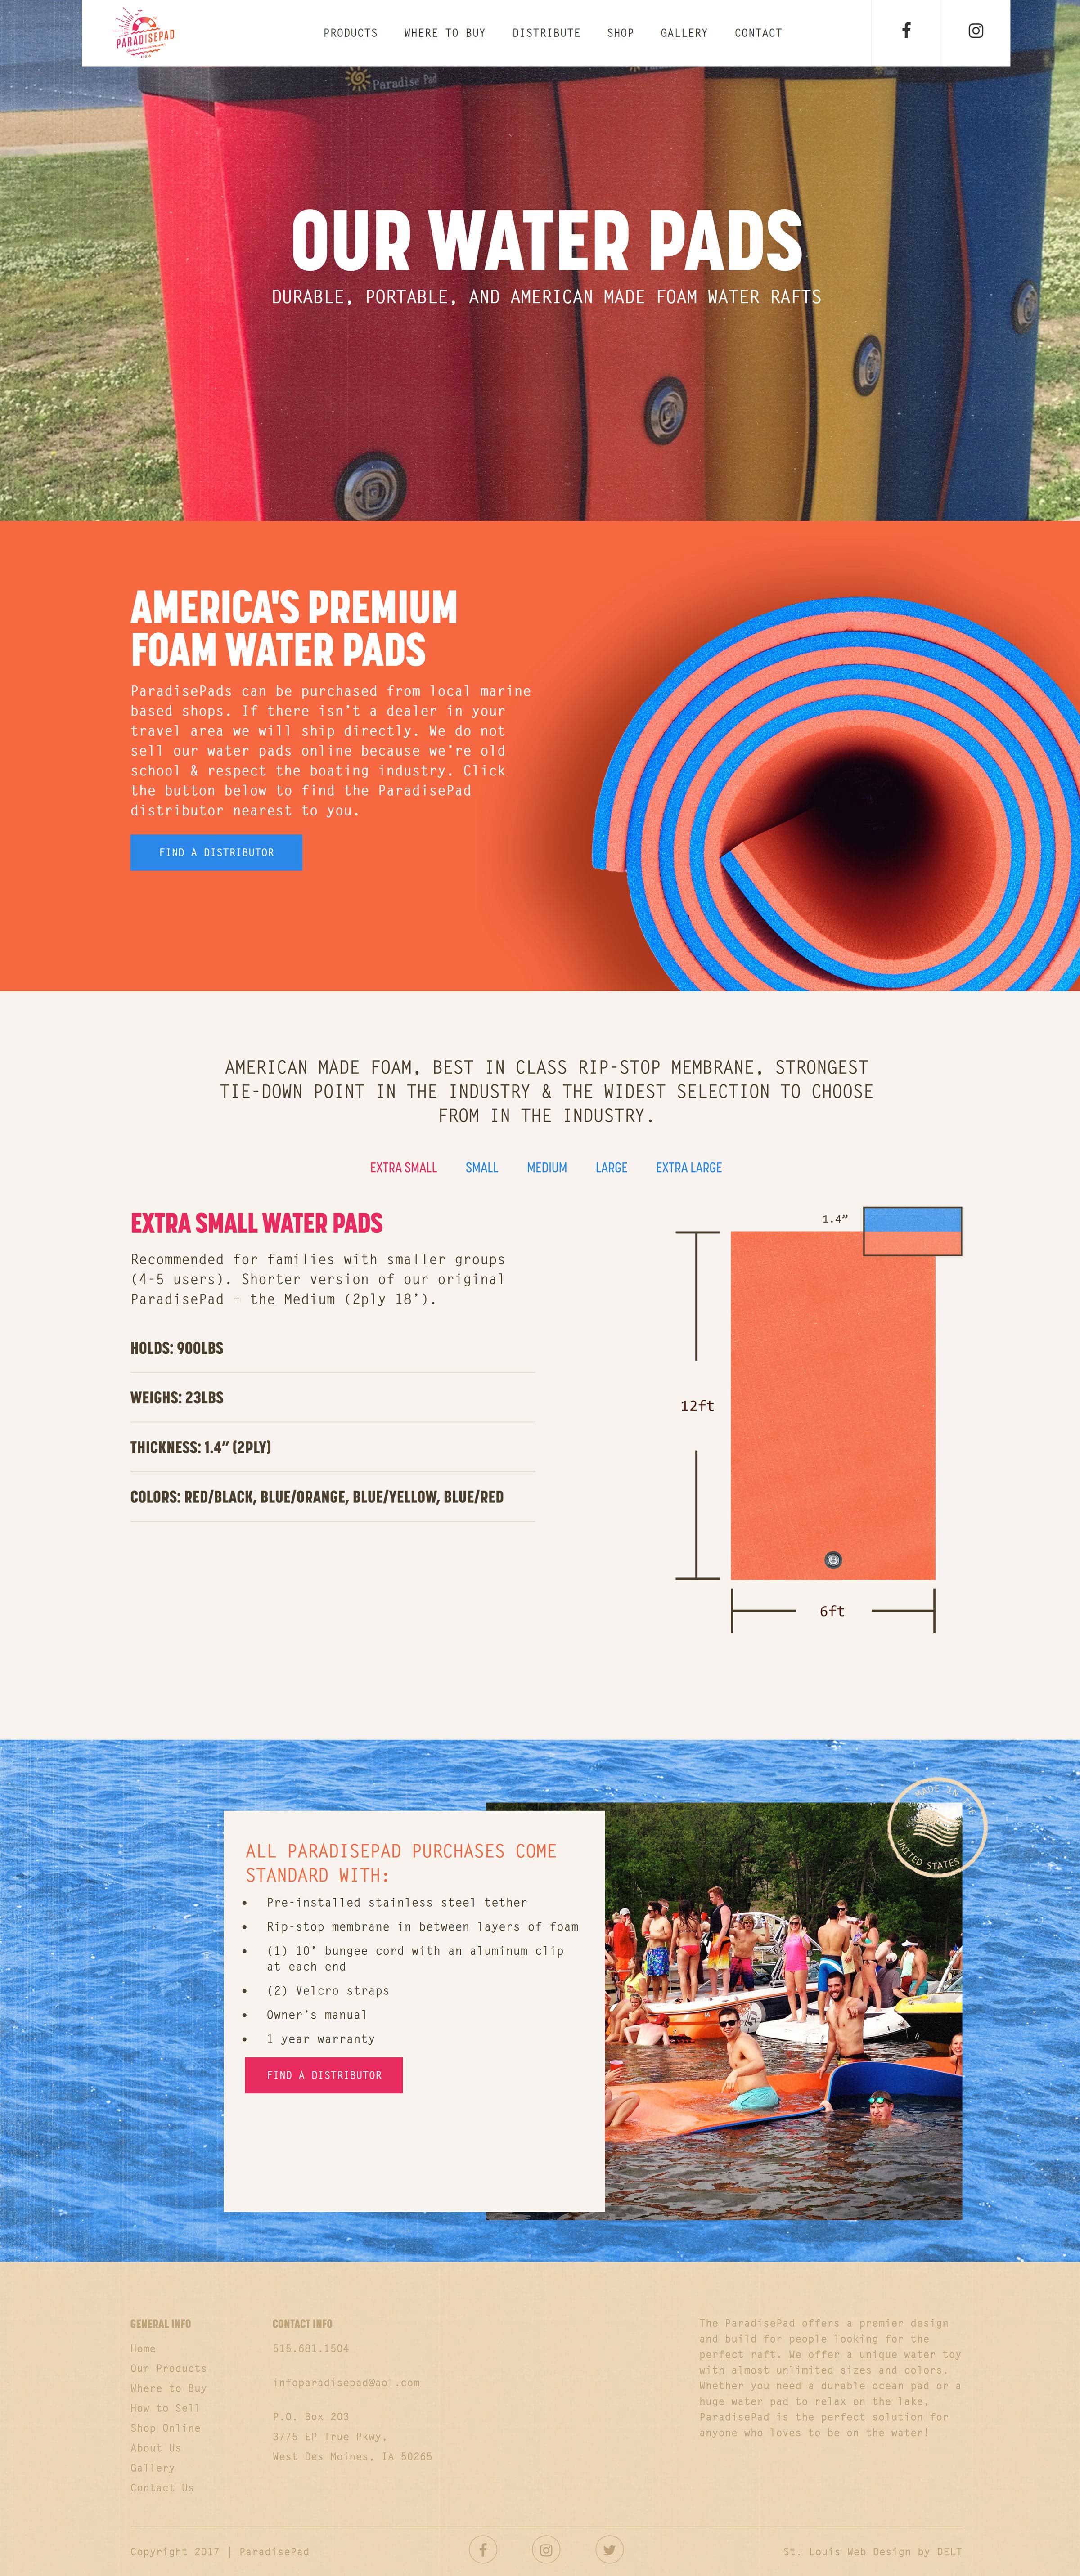 PARADISEPAD
PRODUCTS WHERE TO BUY DISTRIBUTE SHOP GALLERY CONTACT
Paradise Pad
OUR WATER PADS
DURABLE, PORTABLE, AND AMERICAN MADE FOAM WATER RAFTS
AMERICA'S PREMIUM
FOAM WATER PADS
ParadisePads can be purchased from local marine
based shops. If there isn't a dealer in your
travel area we will ship directly. We do not
sell our water pads online because we're old
school & respect the boating industry. Click
the button below to find the ParadisePad
distributor nearest to you.
FIND A DISTRIBUTOR
AMERICAN MADE FOAM, BEST IN CLASS RIP-STOP MEMBRANE, STRONGEST
TIE-DOWN POINT IN THE INDUSTRY & THE WIDEST SELECTION TO CHOOSE
FROM IN THE INDUSTRY.
EXTRA SMALL SMALL MEDIUM LARGE EXTRA LARGE
EXTRA SMALL WATER PADS
Recommended for families with smaller groups
(4-5 users). Shorter version of our original
ParadisePad – the Medium (2ply 18').
HOLDS: 900LBS
WEIGHS: 23LBS
THICKNESS: 1.4” (2PLY)
COLORS: RED/BLACK, BLUE/ORANGE, BLUE/YELLOW, BLUE/RED
1.4”
12ft
6ft
MADE IN THE
UNITED STATES
ALL PARADISEPAD PURCHASES COME
STANDARD WITH:
• Pre-installed stainless steel tether
• Rip-stop membrane in between layers of foam
• (1) 10' bungee cord with an aluminum clip
at each end
• (2) Velcro straps
• Owner's manual
• 1 year warranty
FIND A DISTRIBUTOR
GENERAL INFO
Home
Our Products
Where to Buy
How to Sell
Shop Online
About Us
Gallery
Contact Us
CONTACT INFO
515.681.1504
infoparadisepad@aol.com
P.O. Box 203
3775 EP True Pkwy,
West Des Moines, IA 50265
The ParadisePad offers a premier design
and build for people looking for the
perfect raft. We offer a unique water toy
with almost unlimited sizes and colors.
Whether you need a durable ocean pad or a
huge water pad to relax on the lake,
ParadisePad is the perfect solution for
anyone who loves to be on the water!
Copyright 2017 | ParadisePad
St. Louis Web Design by DELT